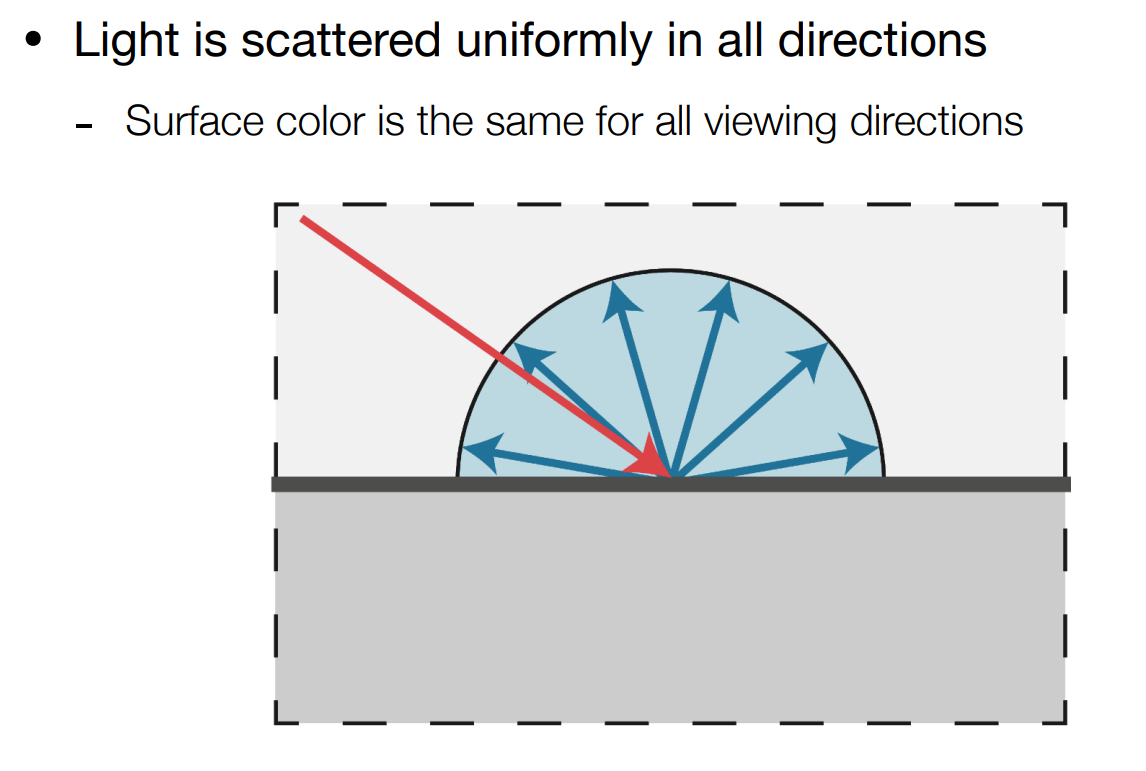 • Light is scattered uniformly in all directions
- Surface color is the same for all viewing directions